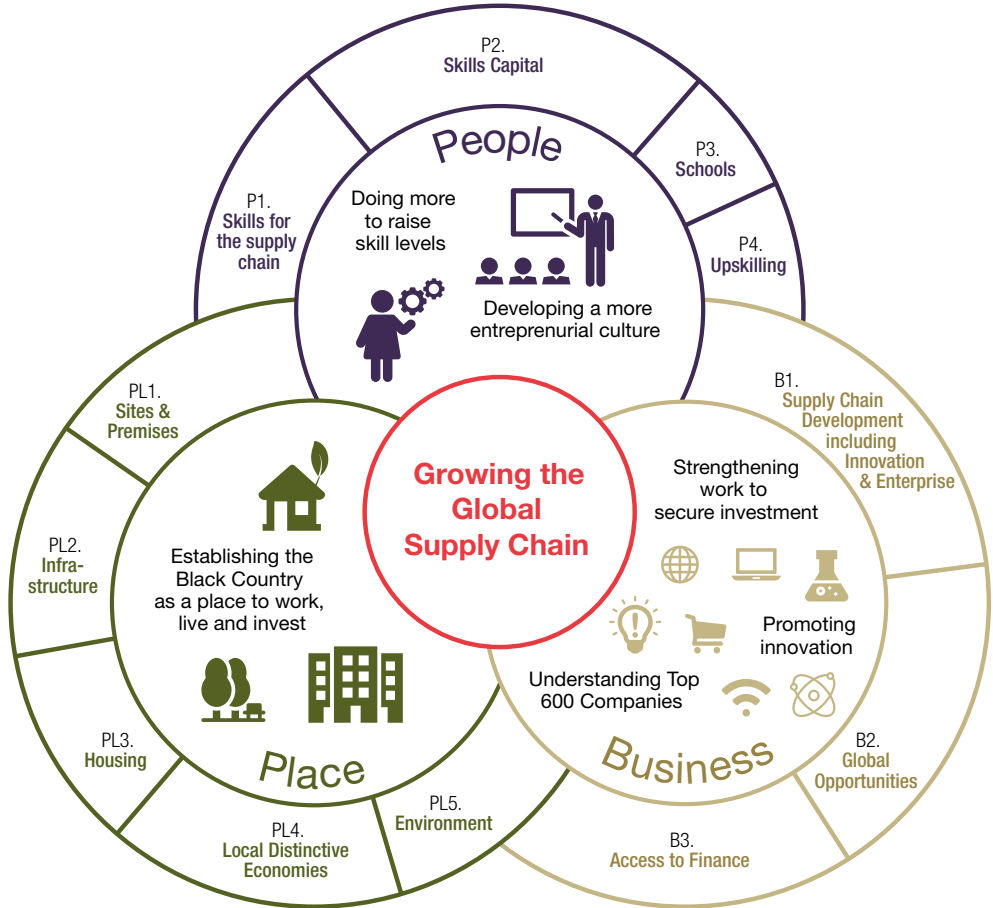 P2.
Skills Capital
People
P3.
Schools
P1.
Skills for
the supply
chain
Doing more
to raise
skill levels
P4.
Upskilling
Developing a more
entreprenurial culture
PL1.
Sites &
Premises
B1.
Supply Chain
Development
including
Innovation
& Enterprise
Growing the
Global
Supply Chain
Strengthening
work to
secure investment
PL2.
Infra-
structure
Establishing the
Black Country
as a place to work,
live and invest
Promoting
innovation
Understanding Top
600 Companies
PL3.
Housing
Place
Business
B2.
Global
Opportunities
PL5.
Environment
PL4.
Local Distinctive
Economies
B3.
Access to Finance